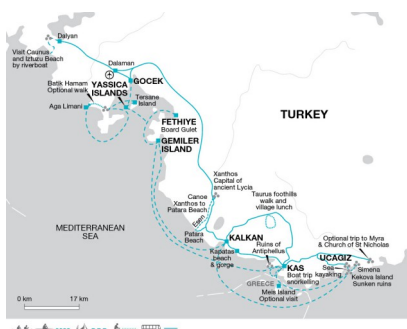 Dalyan
Visit Caunus
and Iztuzu Beach
by riverboat
Dalaman
GOCEK
YASSICA
ISLANDS
Batik Hamam
Optional walk
Tersane
Island
Aga Limani
FETHIYE
Board Gulet
GEMILER
ISLAND
TURKEY
Xanthos
Capital of
ancient Lycia
Taurus foothills
walk and
village lunch
Canoe
Xanthos to
Patara Beach
Esen
MEDITERRANEAN
SEA
Patara
Beach
KALKAN
Kapatas
beach
& gorge
Ruins of
Antiphellus
Optional trip to Myra
& Church of St Nicholas
UCAGIZ
Sea
kayaking
Simena
Kekova Island
Sunken ruins
KAS
Boat trip
snorkelling
GREECE
Meis Island
Optional visit
0 km
17 km